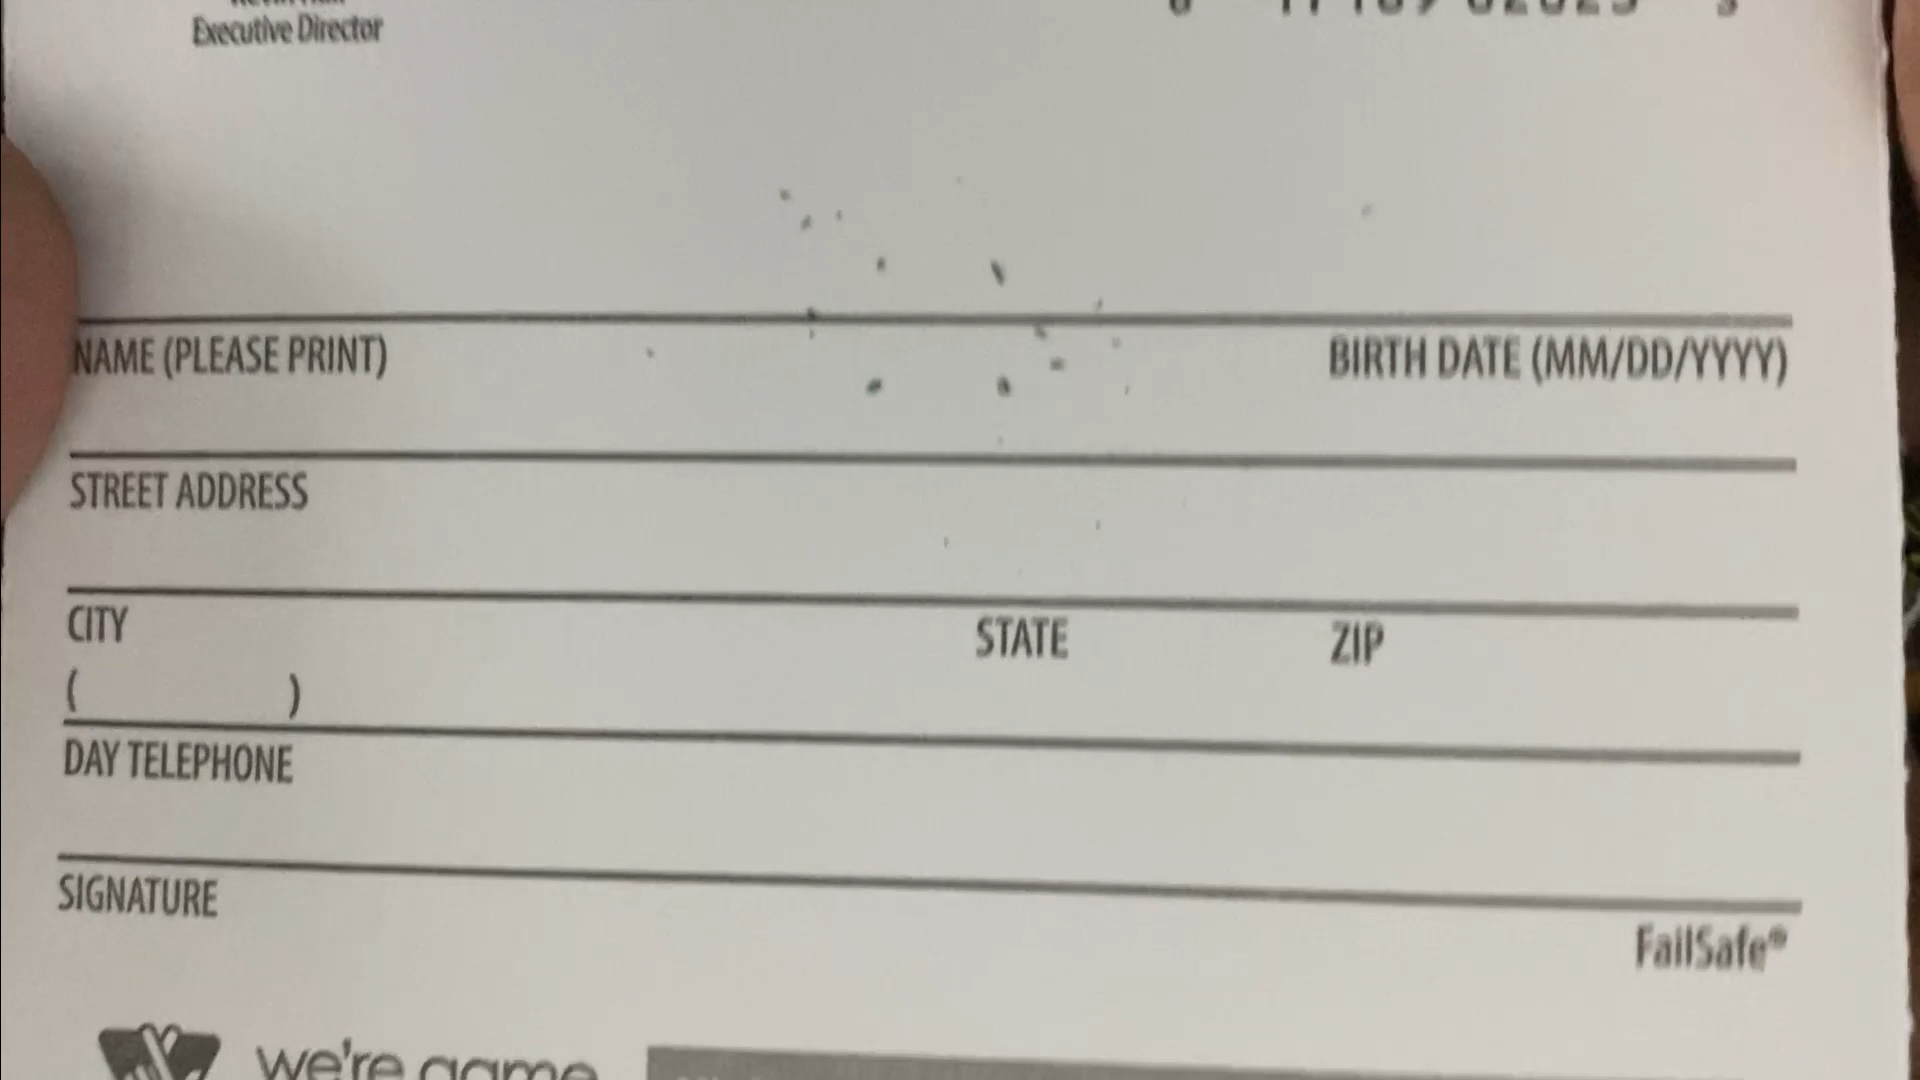 Executive Director
NAME (PLEASE PRINT) BIRTH DATE (MM/DD/YYYY)
STREET ADDRESS
CITY STATE ZIP
( )
DAY TELEPHONE
SIGNATURE
FailSafe®
we're game